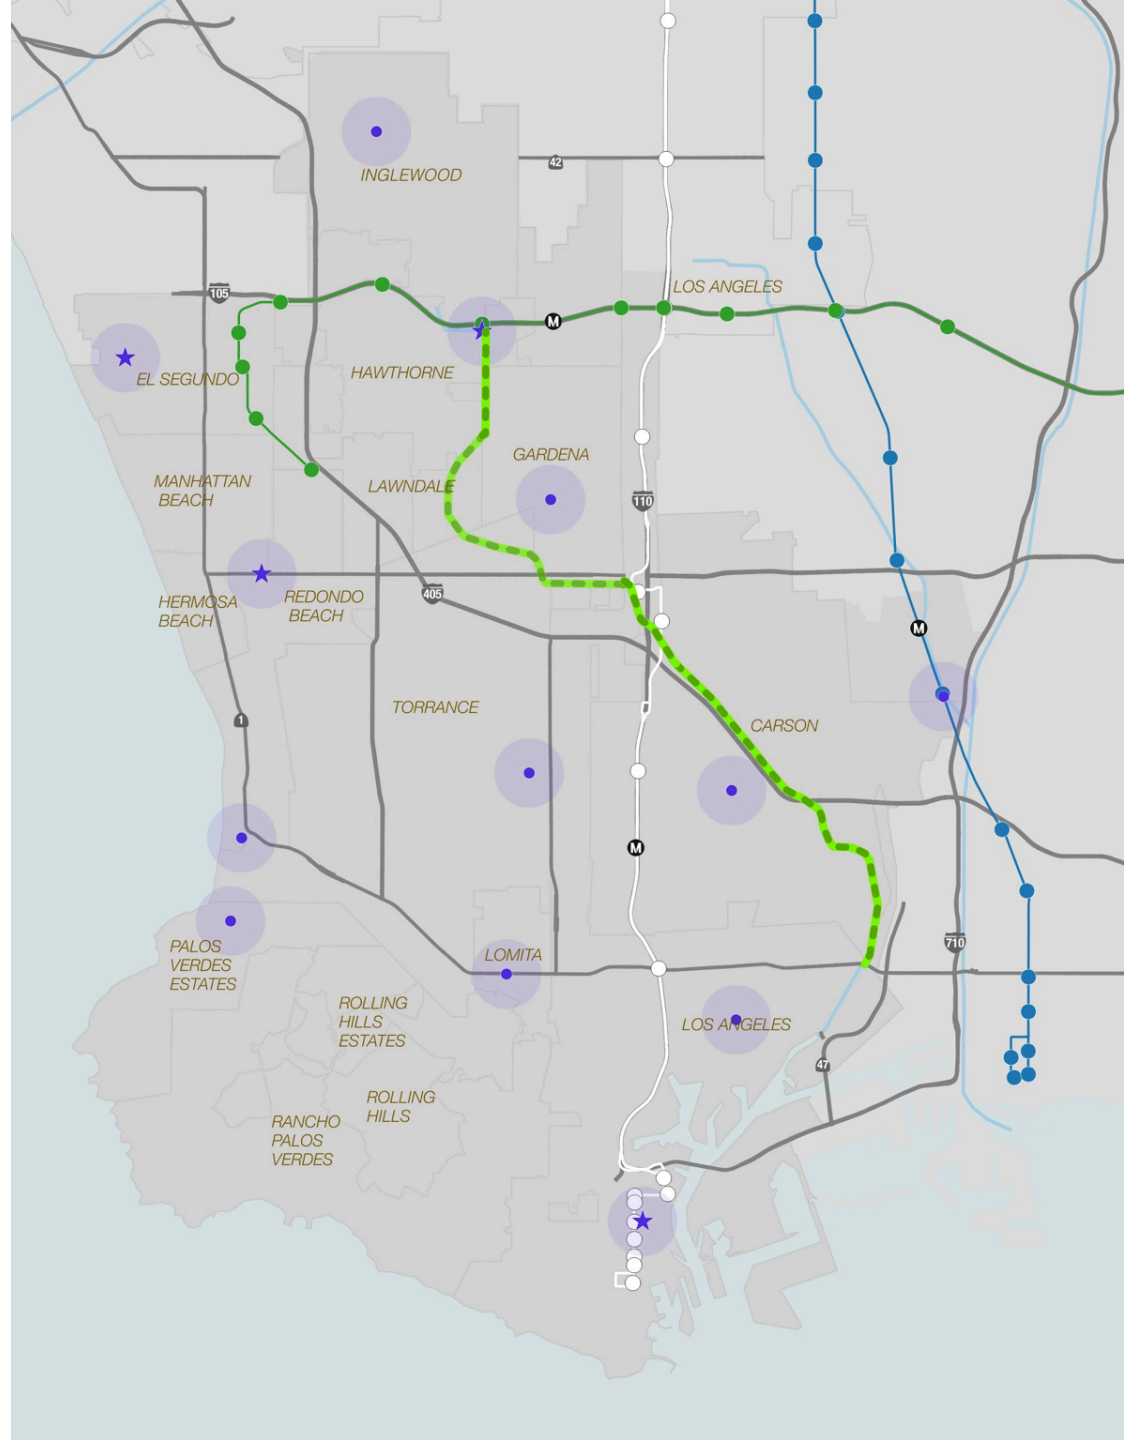 INGLEWOOD
42
LOS ANGELES
105
M
EL SEGUNDO
HAWTHORNE
GARDENA
MANHATTAN
BEACH
LAWNDALE
110
HERMOSA
BEACH
REDONDO
BEACH
405
M
TORRANCE
1
CARSON
M
710
PALOS
VERDES
ESTATES
LOMITA
ROLLING
HILLS
ESTATES
LOS ANGELES
47
ROLLING
HILLS
RANCHO
PALOS
VERDES